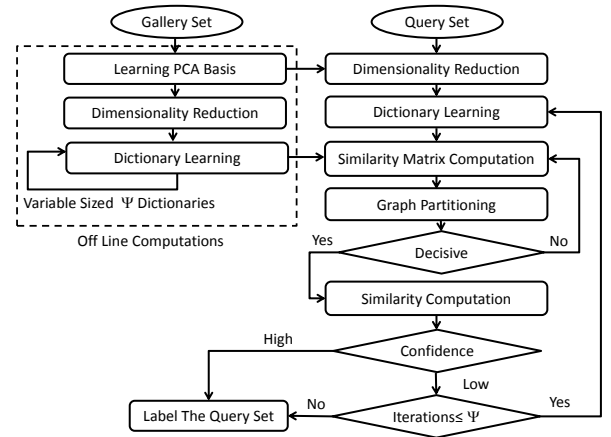 Gallery Set
Query Set
Learning PCA Basis
Dimensionality Reduction
Dimensionality Reduction
Dictionary Learning
Dictionary Learning
Similarity Matrix Computation
Variable Sized Ψ Dictionaries
Graph Partitioning
Off Line Computations
Yes
Decisive
No
Similarity Computation
High
Confidence
Low
Label The Query Set
No
Iterations≤ Ψ
Yes